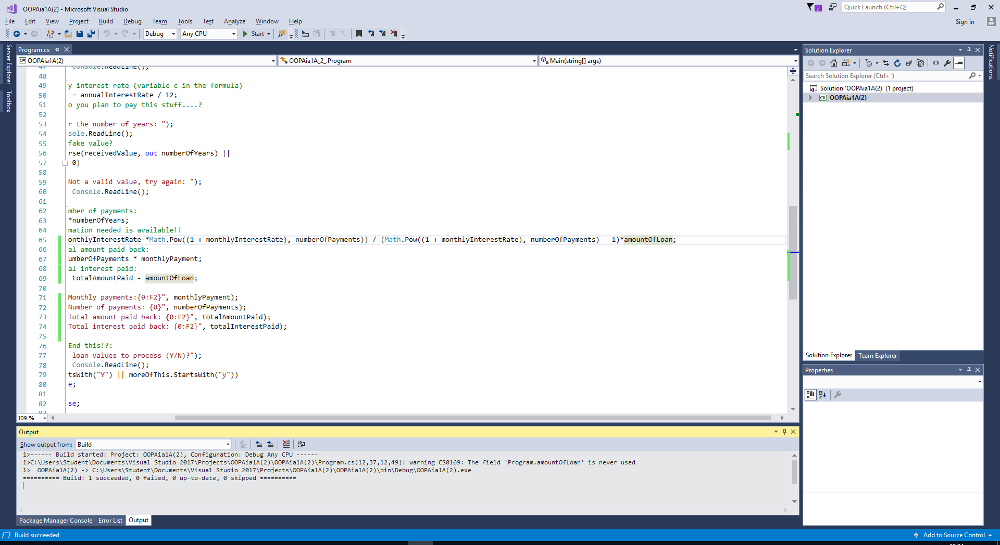 OOPAia1A(2) - Microsoft Visual Studio
2
Quick Launch (Ctrl+Q)
File Edit View Project Build Debug Team Tools Test Analyze Window Help
Sign in
Debug Any CPU Start
Server Explorer
Toolbox
Notifications
Program.cs
OOPAia1A(2) OOPAia1A_2_.Program Main(string[] args)
47 Console.ReadLine();
48
49 y interest rate (variable c in the formula)
50 = annualInterestRate / 12;
51 o you plan to pay this stuff....?
52
53 r the number of years: ");
54 sole.ReadLine();
55 fake value?
56 rse(receivedValue, out numberOfYears) ||
57 0)
58
59 Not a valid value, try again: ");
60 Console.ReadLine();
61
62 mber of payments:
63 *numberOfYears;
64 mation needed is available!!
65 onthlyInterestRate *Math.Pow((1 + monthlyInterestRate), numberOfPayments)) / (Math.Pow((1 + monthlyInterestRate), numberOfPayments) - 1)*amountOfLoan;
66 al amount paid back:
67 umberOfPayments * monthlyPayment;
68 al interest paid:
69 totalAmountPaid - amountOfLoan;
70
71 Monthly payments:{0:F2}", monthlyPayment);
72 Number of payments: {0}", numberOfPayments);
73 Total amount paid back: {0:F2}", totalAmountPaid);
74 Total interest paid back: {0:F2}", totalInterestPaid);
75
76 End this!?:
77 loan values to process (Y/N)?");
78 Console.ReadLine();
79 tsWith("Y") || moreOfThis.StartsWith("y"))
80 e;
81
82 se;
83
109 %
Output
Show output from: Build
1>------ Build started: Project: OOPAia1A(2), Configuration: Debug Any CPU ------
1>C:\Users\Student\Documents\Visual Studio 2017\Projects\OOPAia1A(2)\OOPAia1A(2)\Program.cs(12,37,12,49): warning CS0169: The field 'Program.amountOfLoan' is never used
1>  OOPAia1A(2) -> C:\Users\Student\Documents\Visual Studio 2017\Projects\OOPAia1A(2)\OOPAia1A(2)\bin\Debug\OOPAia1A(2).exe
========== Build: 1 succeeded, 0 failed, 0 up-to-date, 0 skipped ==========
Package Manager Console Error List Output
Solution Explorer
Search Solution Explorer (Ctrl+¨)
Solution 'OOPAia1A(2)' (1 project)
C# OOPAia1A(2)
Solution Explorer Team Explorer
Properties
Build succeeded
Add to Source Control